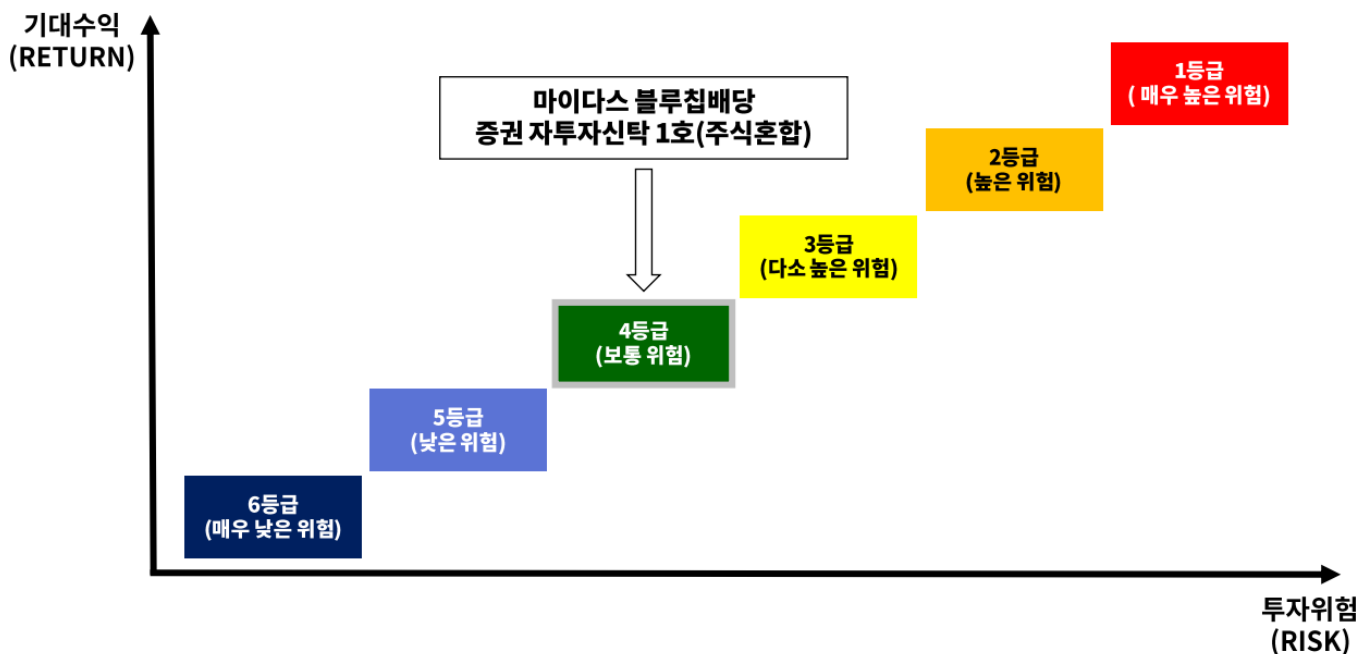 기대수익
(RETURN)
마이다스 블루칩배당
증권 자투자신탁 1호(주식혼합)
1등급
( 매우 높은 위험)
2등급
(높은 위험)
3등급
(다소 높은 위험)
4등급
(보통 위험)
5등급
(낮은 위험)
6등급
(매우 낮은 위험)
투자위험
(RISK)